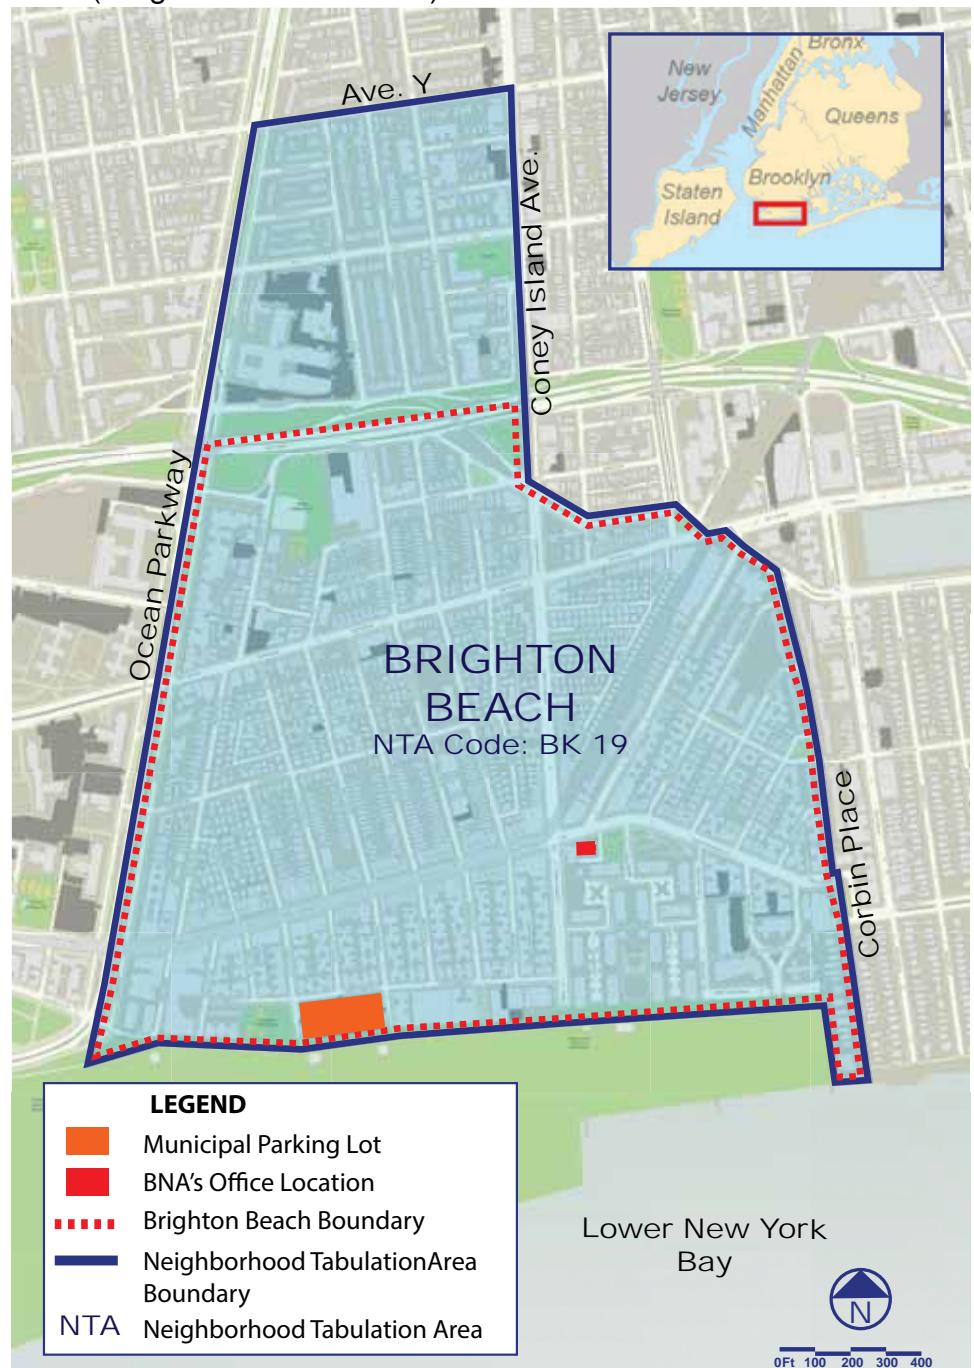 Ave. Y
Coney Island Ave.
New
Jersey
Manhattan
Bronx
Queens
Brooklyn
Staten
Island
Ocean Parkway
BRIGHTON
BEACH
NTA Code: BK 19
Corbin Place
LEGEND
Municipal Parking Lot
BNA's Office Location
Brighton Beach Boundary
Neighborhood TabulationArea
Boundary
NTA Neighborhood Tabulation Area
Lower New York
Bay
N
0Ft 100 200 300 400